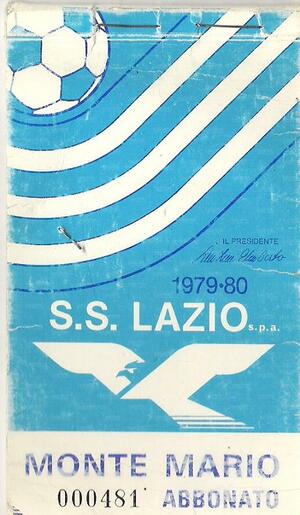 IL PRESIDENTE
1979•80
S.S. LAZIO s.p.a.
MONTE MARIO
000481 ABBONATO